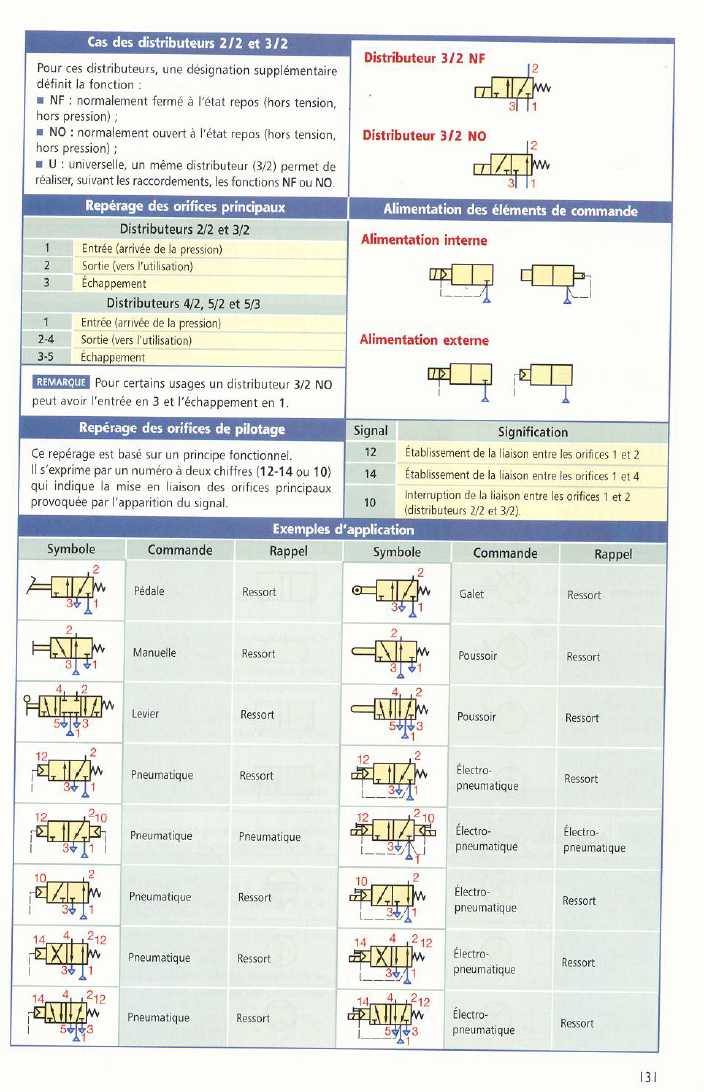 Cas des distributeurs 2/2 et 3/2
Pour ces distributeurs, une désignation supplémentaire
définit la fonction :
■ NF : normalement fermé à l'état repos (hors tension,
hors pression) ;
■ NO : normalement ouvert à l'état repos (hors tension,
hors pression) ;
■ U : universelle, un même distributeur (3/2) permet de
réaliser, suivant les raccordements, les fonctions NF ou NO.
Distributeur 3/2 NF
2
3 1
Distributeur 3/2 NO
2
3 1
Repérage des orifices principaux
Distributeurs 2/2 et 3/2
1 Entrée (arrivée de la pression)
2 Sortie (vers l'utilisation)
3 Échappement
Distributeurs 4/2, 5/2 et 5/3
1 Entrée (arrivée de la pression)
2-4 Sortie (vers l'utilisation)
3-5 Échappement
REMARQUE Pour certains usages un distributeur 3/2 NO
peut avoir l'entrée en 3 et l'échappement en 1.
Alimentation des éléments de commande
Alimentation interne
Alimentation externe
Repérage des orifices de pilotage
Ce repérage est basé sur un principe fonctionnel.
Il s'exprime par un numéro à deux chiffres (12-14 ou 10)
qui indique la mise en liaison des orifices principaux
provoquée par l'apparition du signal.
Signal Signification
12 Établissement de la liaison entre les orifices 1 et 2
14 Établissement de la liaison entre les orifices 1 et 4
10 Interruption de la liaison entre les orifices 1 et 2
(distributeurs 2/2 et 3/2).
Exemples d'application
Symbole Commande Rappel Symbole Commande Rappel
2
3 1
Pédale Ressort
2
3 1
Galet Ressort
2
3 1
Manuelle Ressort
2
3 1
Poussoir Ressort
4 2
5 3
1
Levier Ressort
4 2
5 3
1
Poussoir Ressort
12 2
3 1
Pneumatique Ressort
12 2
3 1
Électro-
pneumatique
Ressort
12 2 10
3 1
Pneumatique Pneumatique
12 2 10
3
1
Électro-
pneumatique
Électro-
pneumatique
10 2
3 1
Pneumatique Ressort
10 2
3 1
Électro-
pneumatique
Ressort
14 4 2 12
3 1
Pneumatique Ressort
14 4 2 12
3 1
Électro-
pneumatique
Ressort
14 4 2 12
5 3
1
Pneumatique Ressort
14 4 2 12
5 3
1
Électro-
pneumatique
Ressort
131